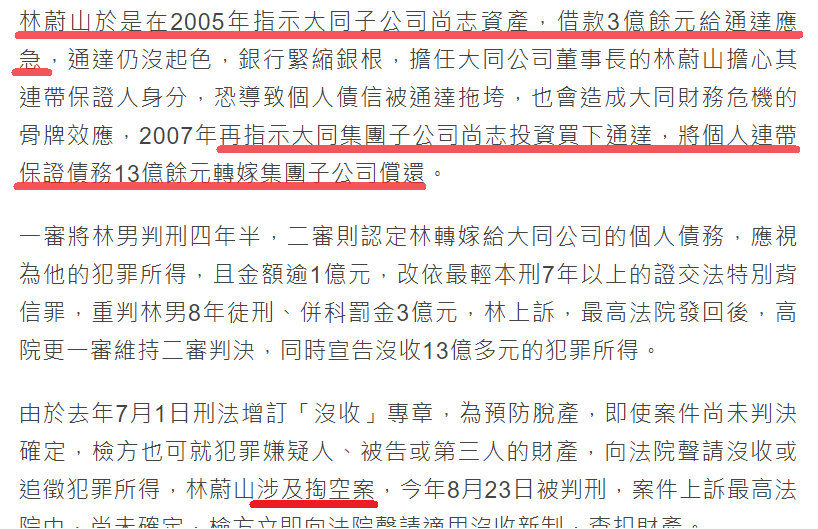 林蔚山於是在2005年指示大同子公司尚志資產，借款3億餘元給通達應
急，通達仍沒起色，銀行緊縮銀根，擔任大同公司董事長的林蔚山擔心其
連帶保證人身分，恐導致個人債信被通達拖垮，也會造成大同財務危機的
骨牌效應，2007年再指示大同集團子公司尚志投資買下通達，將個人連帶
保證債務13億餘元轉嫁集團子公司償還。
一審將林男判刑四年半，二審則認定林轉嫁給大同公司的個人債務，應視
為他的犯罪所得，且金額逾1億元，改依最輕本刑7年以上的證交法特別背
信罪，重判林男8年徒刑、併科罰金3億元，林上訴，最高法院發回後，高
院更一審維持二審判決，同時宣告沒收13億多元的犯罪所得。
由於去年7月1日刑法增訂「沒收」專章，為預防脫產，即使案件尚未判決
確定，檢方也可就犯罪嫌疑人、被告或第三人的財產，向法院聲請沒收或
追徵犯罪所得，林蔚山涉及掏空案，今年8月23日被判刑，案件上訴最高法
院中，尚未確定，檢方立即向法院聲請適用沒收新制，查扣財產。